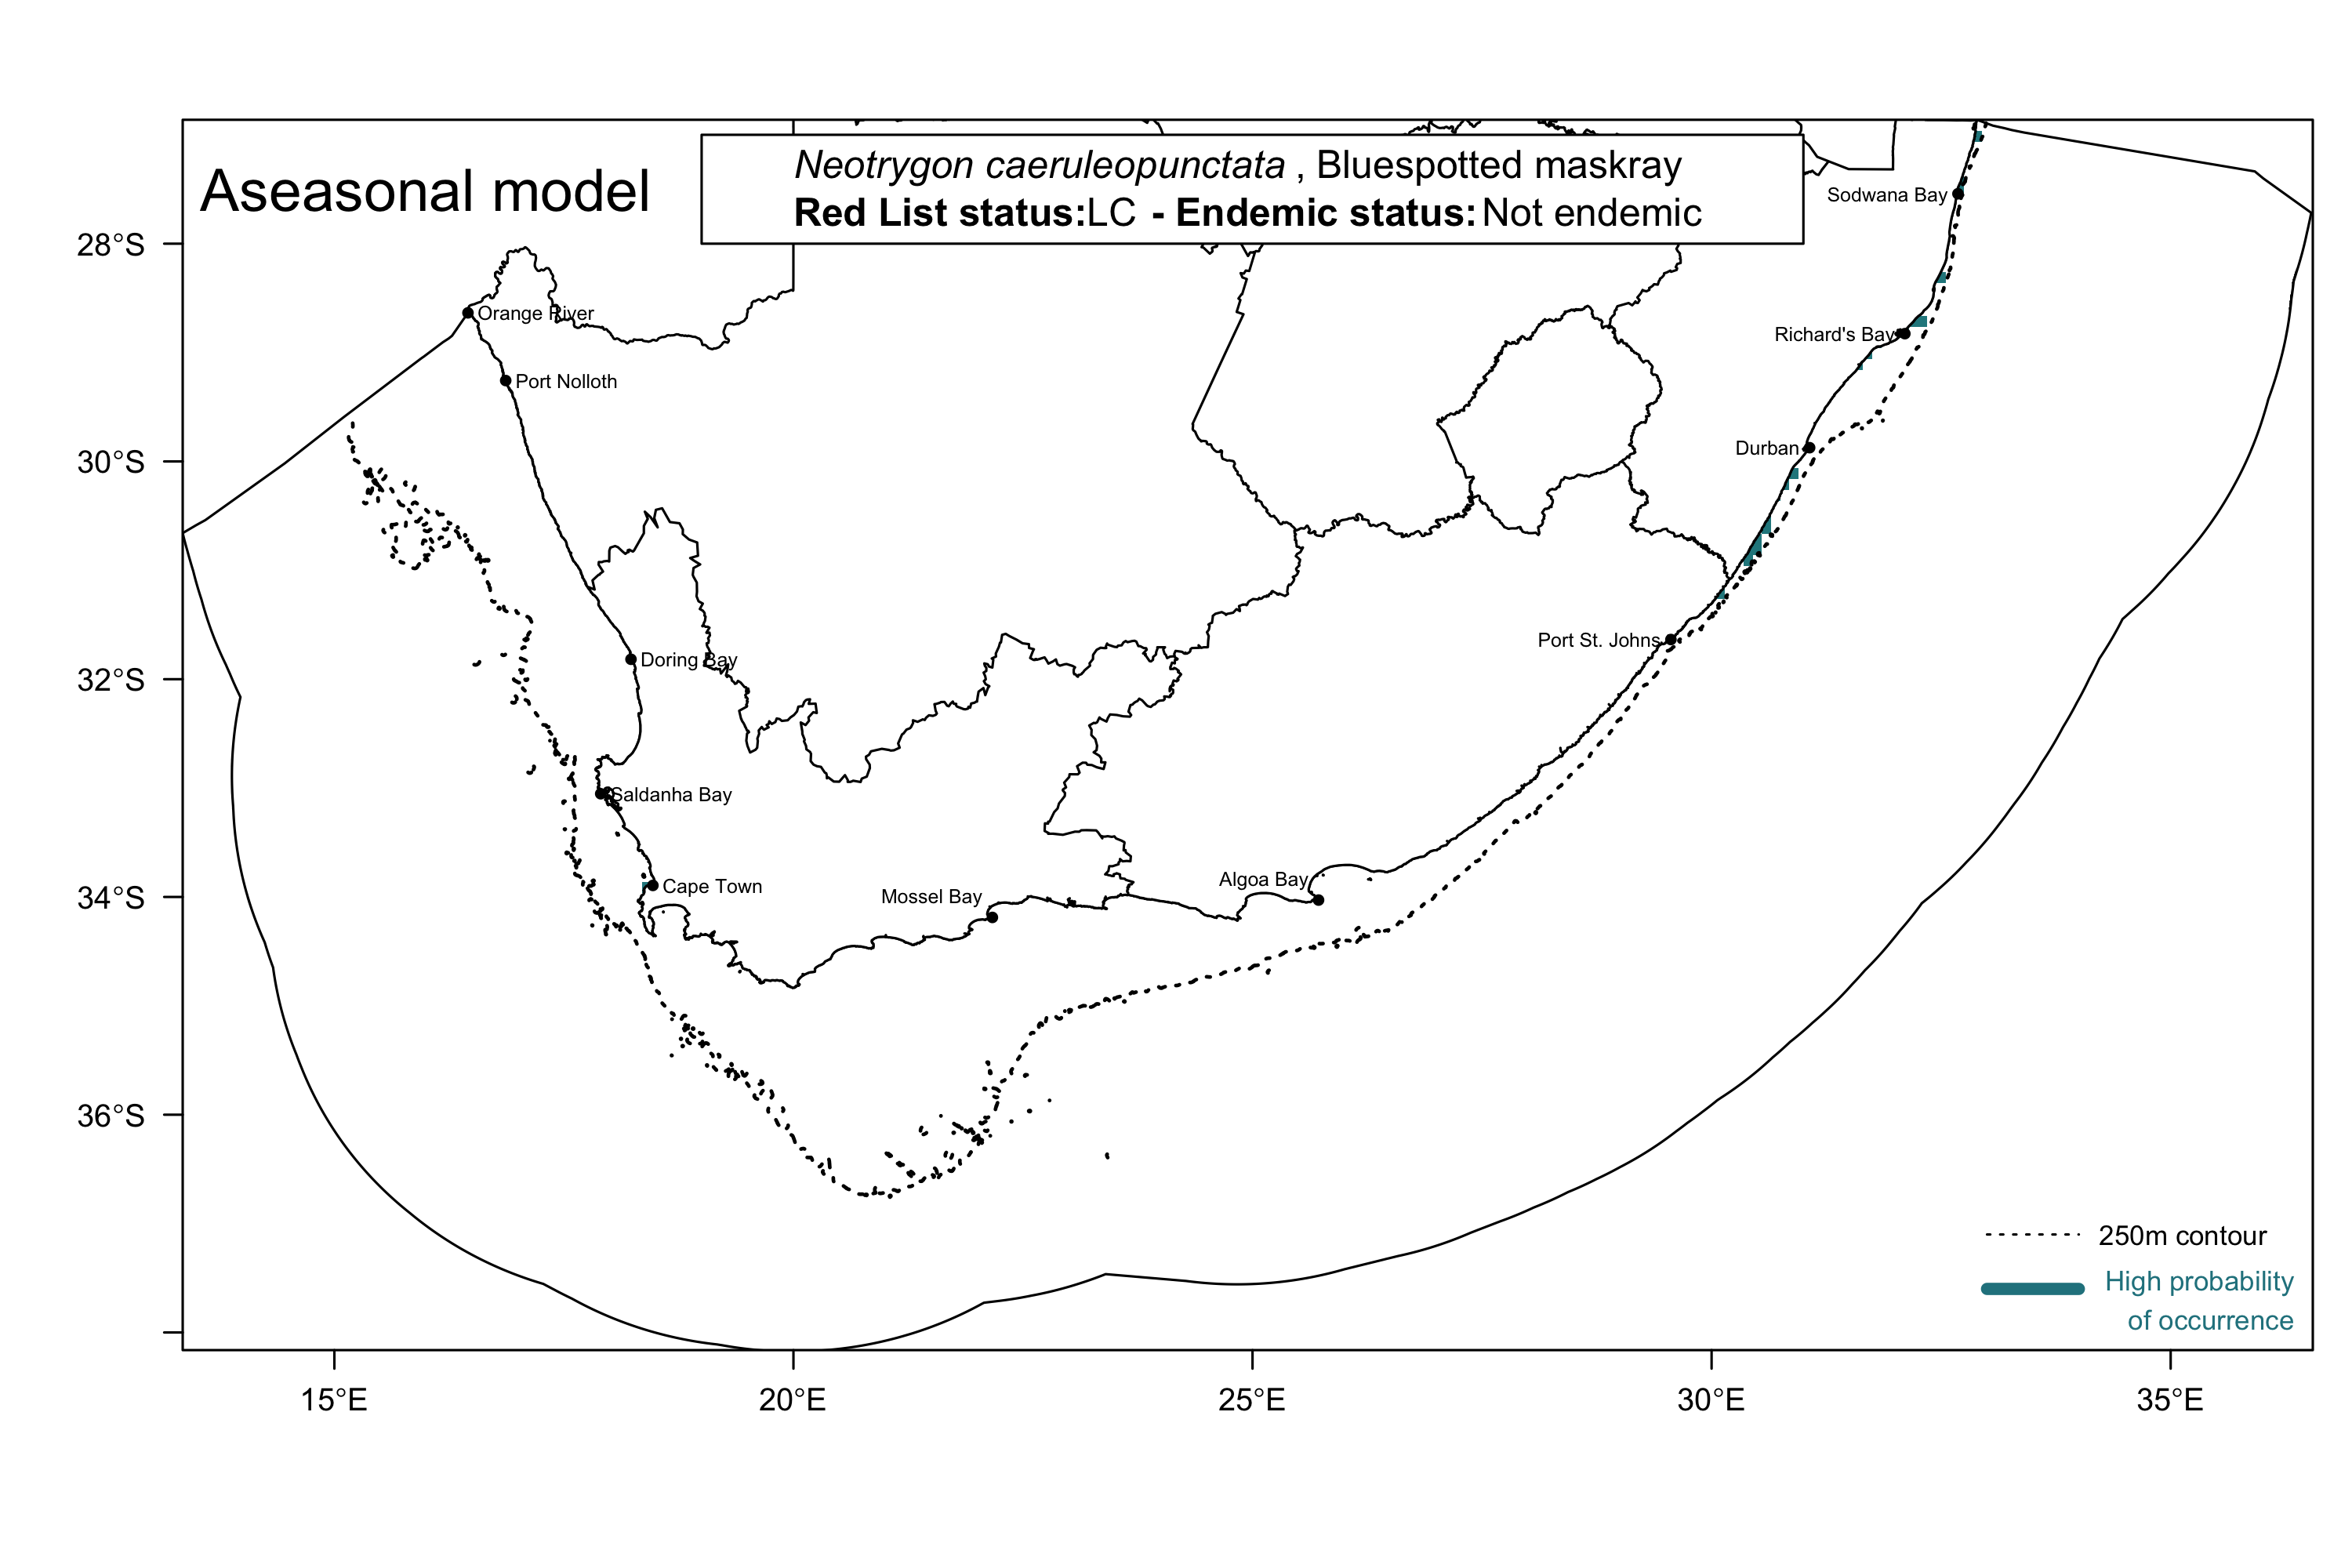 Aseasonal model
Neotrygon caeruleopunctata , Bluespotted maskray
Red List status:LC - Endemic status: Not endemic
Sodwana Bay
28°S
Orange River
Richard's Bay
Port Nolloth
Durban
30°S
Port St. Johns
Doring Bay
32°S
Saldanha Bay
Algoa Bay
Cape Town
Mossel Bay
34°S
36°S
250m contour
High probability
of occurrence
15°E
20°E
25°E
30°E
35°E